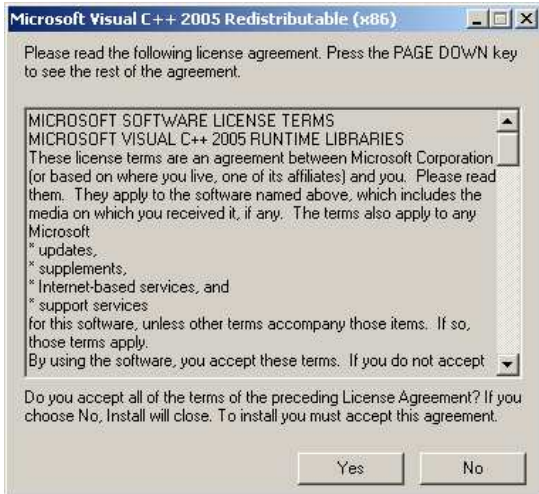 Microsoft Visual C++ 2005 Redistributable (x86)
Please read the following license agreement. Press the PAGE DOWN key
to see the rest of the agreement.
MICROSOFT SOFTWARE LICENSE TERMS
MICROSOFT VISUAL C++ 2005 RUNTIME LIBRARIES
These license terms are an agreement between Microsoft Corporation
(or based on where you live, one of its affiliates) and you.  Please read
them.  They apply to the software named above, which includes the
media on which you received it, if any.  The terms also apply to any
Microsoft
* updates,
* supplements,
* Internet-based services, and
* support services
for this software, unless other terms accompany those items.  If so,
those terms apply.
By using the software, you accept these terms.  If you do not accept
Do you accept all of the terms of the preceding License Agreement? If you
choose No, Install will close. To install you must accept this agreement.
Yes
No